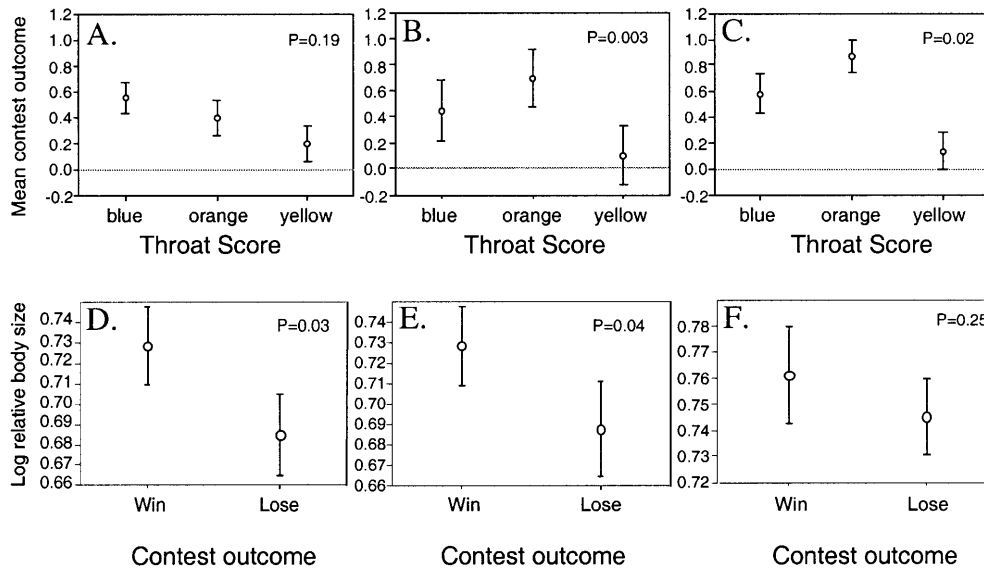 A.
P=0.19
Mean contest outcome
1.2
1.0
0.8
0.6
0.4
0.2
0.0
-0.2
blue orange yellow
Throat Score
B.
P=0.003
1.2
1.0
0.8
0.6
0.4
0.2
0.0
-0.2
blue orange yellow
Throat Score
C.
P=0.02
1.2
1.0
0.8
0.6
0.4
0.2
0.0
-0.2
blue orange yellow
Throat Score
D.
P=0.03
Log relative body size
0.74
0.73
0.72
0.71
0.70
0.69
0.68
0.67
0.66
Win Lose
Contest outcome
E.
P=0.04
0.74
0.73
0.72
0.71
0.70
0.69
0.68
0.67
0.66
Win Lose
Contest outcome
F.
P=0.25
0.78
0.77
0.76
0.75
0.74
0.73
0.72
Win Lose
Contest outcome